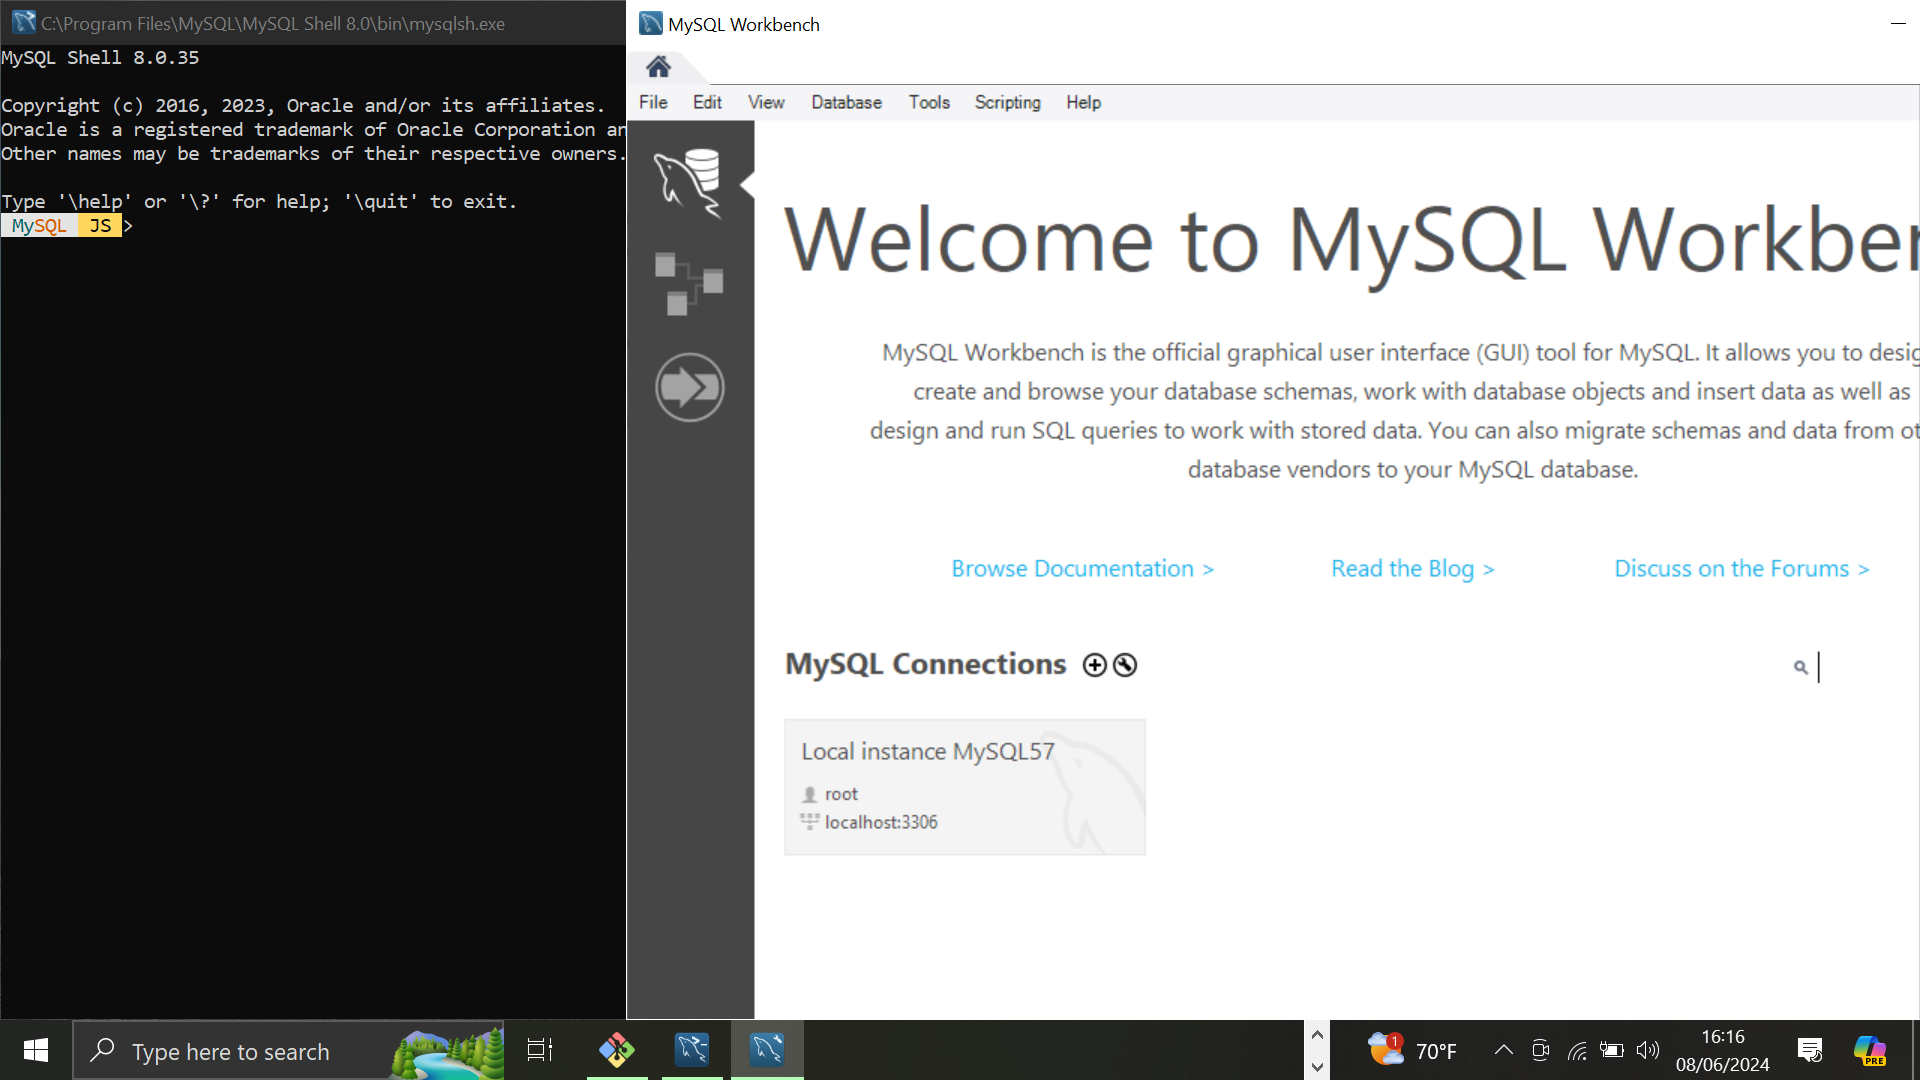 C:\Program Files\MySQL\MySQL Shell 8.0\bin\mysqlsh.exe
MySQL Shell 8.0.35
Copyright (c) 2016, 2023, Oracle and/or its affiliates.
Oracle is a registered trademark of Oracle Corporation an
Other names may be trademarks of their respective owners.
Type '\help' or '\?' for help; '\quit' to exit.
MySQL JS >
MySQL Workbench
File Edit View Database Tools Scripting Help
Welcome to MySQL Workben
MySQL Workbench is the official graphical user interface (GUI) tool for MySQL. It allows you to desig
create and browse your database schemas, work with database objects and insert data as well as
design and run SQL queries to work with stored data. You can also migrate schemas and data from ot
database vendors to your MySQL database.
Browse Documentation > Read the Blog > Discuss on the Forums >
MySQL Connections
Local instance MySQL57
root
localhost:3306
Type here to search
1
70°F
16:16
08/06/2024
PRE